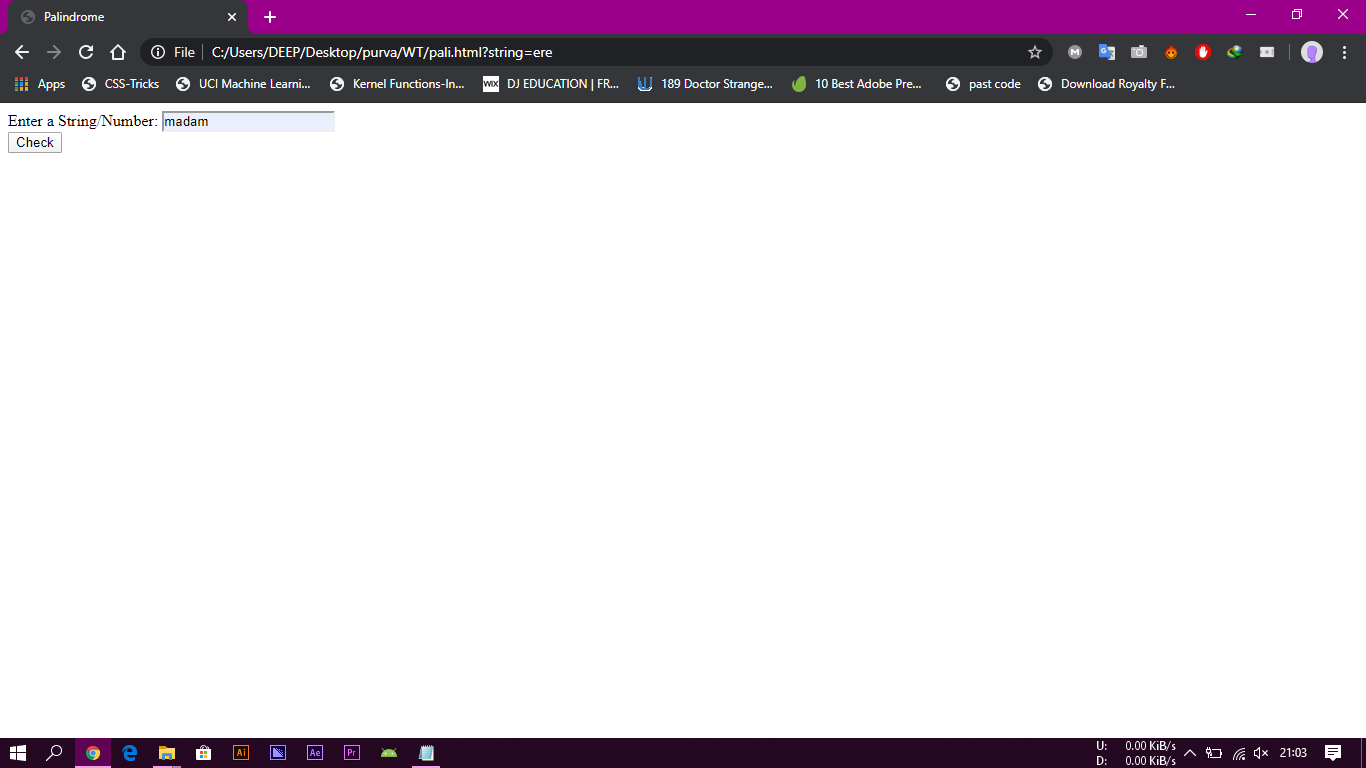 Palindrome
File C:/Users/DEEP/Desktop/purva/WT/pali.html?string=ere
Apps CSS-Tricks UCI Machine Learni... Kernel Functions-In... WIX DJ EDUCATION | FR... 189 Doctor Strange... 10 Best Adobe Pre... past code Download Royalty F...
Enter a String/Number: madam
Check
Ai Ae Pr
U: 0.00 KiB/s
D: 0.00 KiB/s
21:03